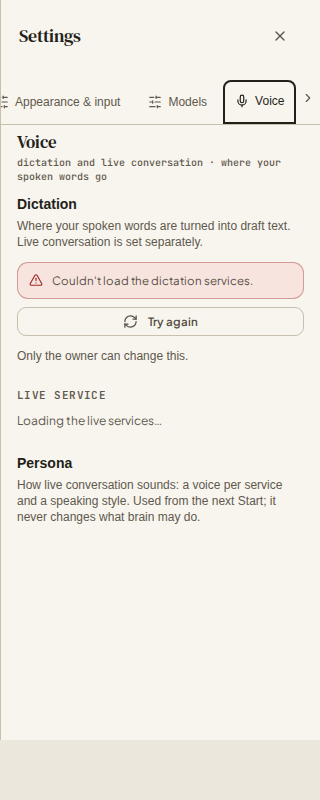 Settings
Appearance & input
Models
Voice
Voice
dictation and live conversation · where your
spoken words go
Dictation
Where your spoken words are turned into draft text.
Live conversation is set separately.
Couldn't load the dictation services.
Try again
Only the owner can change this.
LIVE SERVICE
Loading the live services…
Persona
How live conversation sounds: a voice per service
and a speaking style. Used from the next Start; it
never changes what brain may do.